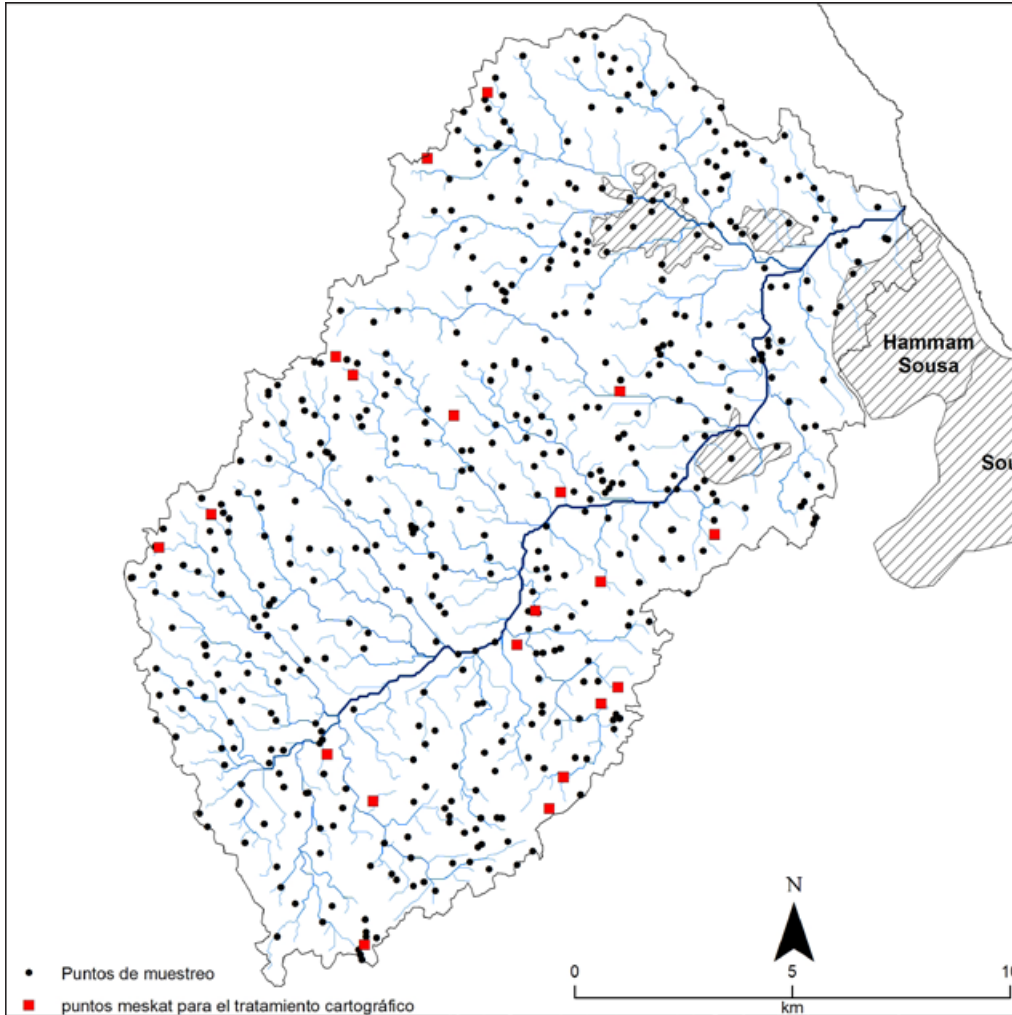 Hammam
Sousa
Sou
N
Puntos de muestreo
puntos meskat para el tratamiento cartográfico
0 5 10
km